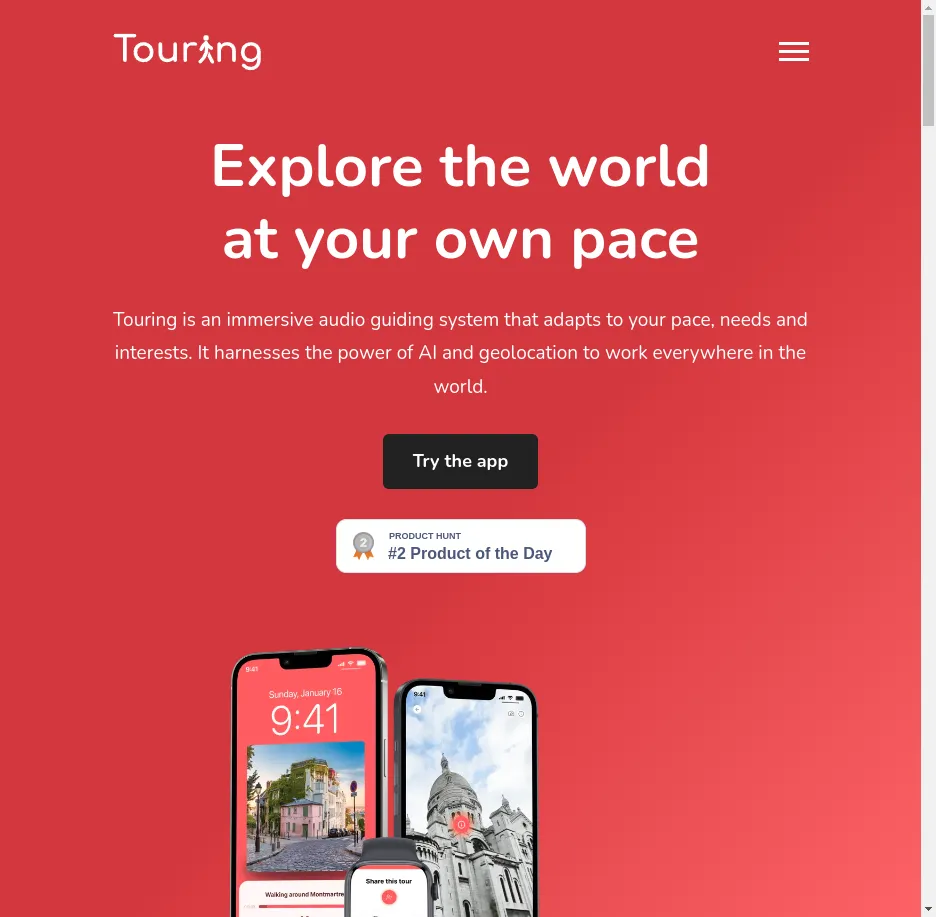 Touring
Explore the world
at your own pace
Touring is an immersive audio guiding system that adapts to your pace, needs and
interests. It harnesses the power of AI and geolocation to work everywhere in the
world.
Try the app
2
PRODUCT HUNT
#2 Product of the Day
9:41
Sunday, January 16
9:41
9:41
Share this tour
Walking around Montmartre